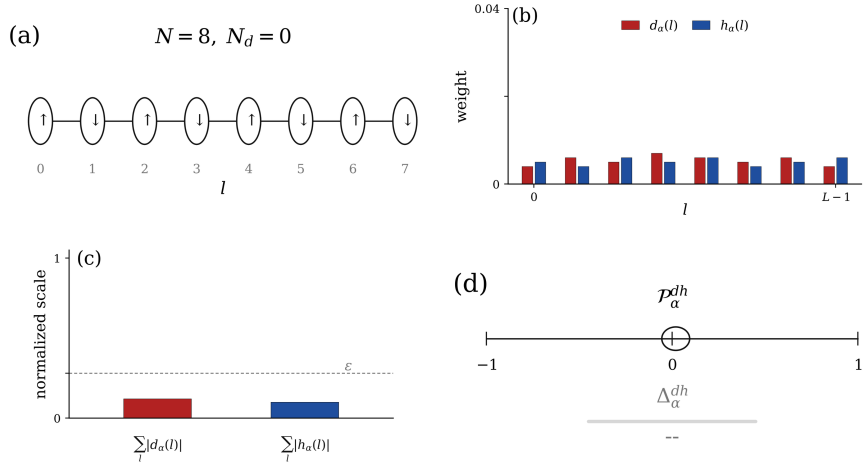 (a)
N = 8, N_d = 0
↑ ↓ ↑ ↓ ↑ ↓ ↑ ↓
0 1 2 3 4 5 6 7
l
(b)
0.04
d_α(l) h_α(l)
weight
0
0 L − 1
l
(c)
1
normalized scale
ε
0
∑_l |d_α(l)| ∑_l |h_α(l)|
(d)
𝒫_α^{dh}
−1 0 1
Δ_α^{dh}
--